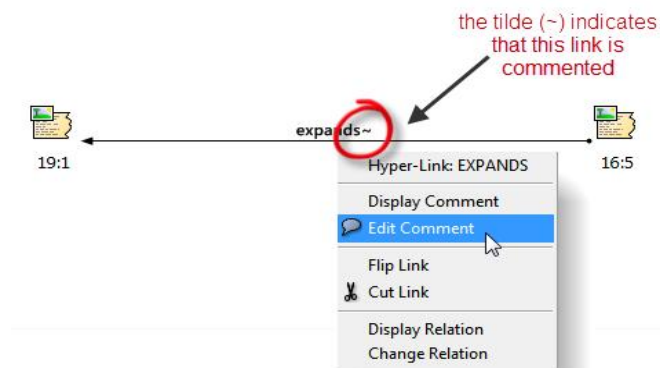 the tilde (~) indicates
that this link is
commented
expands~
19:1
16:5
Hyper-Link: EXPANDS
Display Comment
Edit Comment
Flip Link
Cut Link
Display Relation
Change Relation